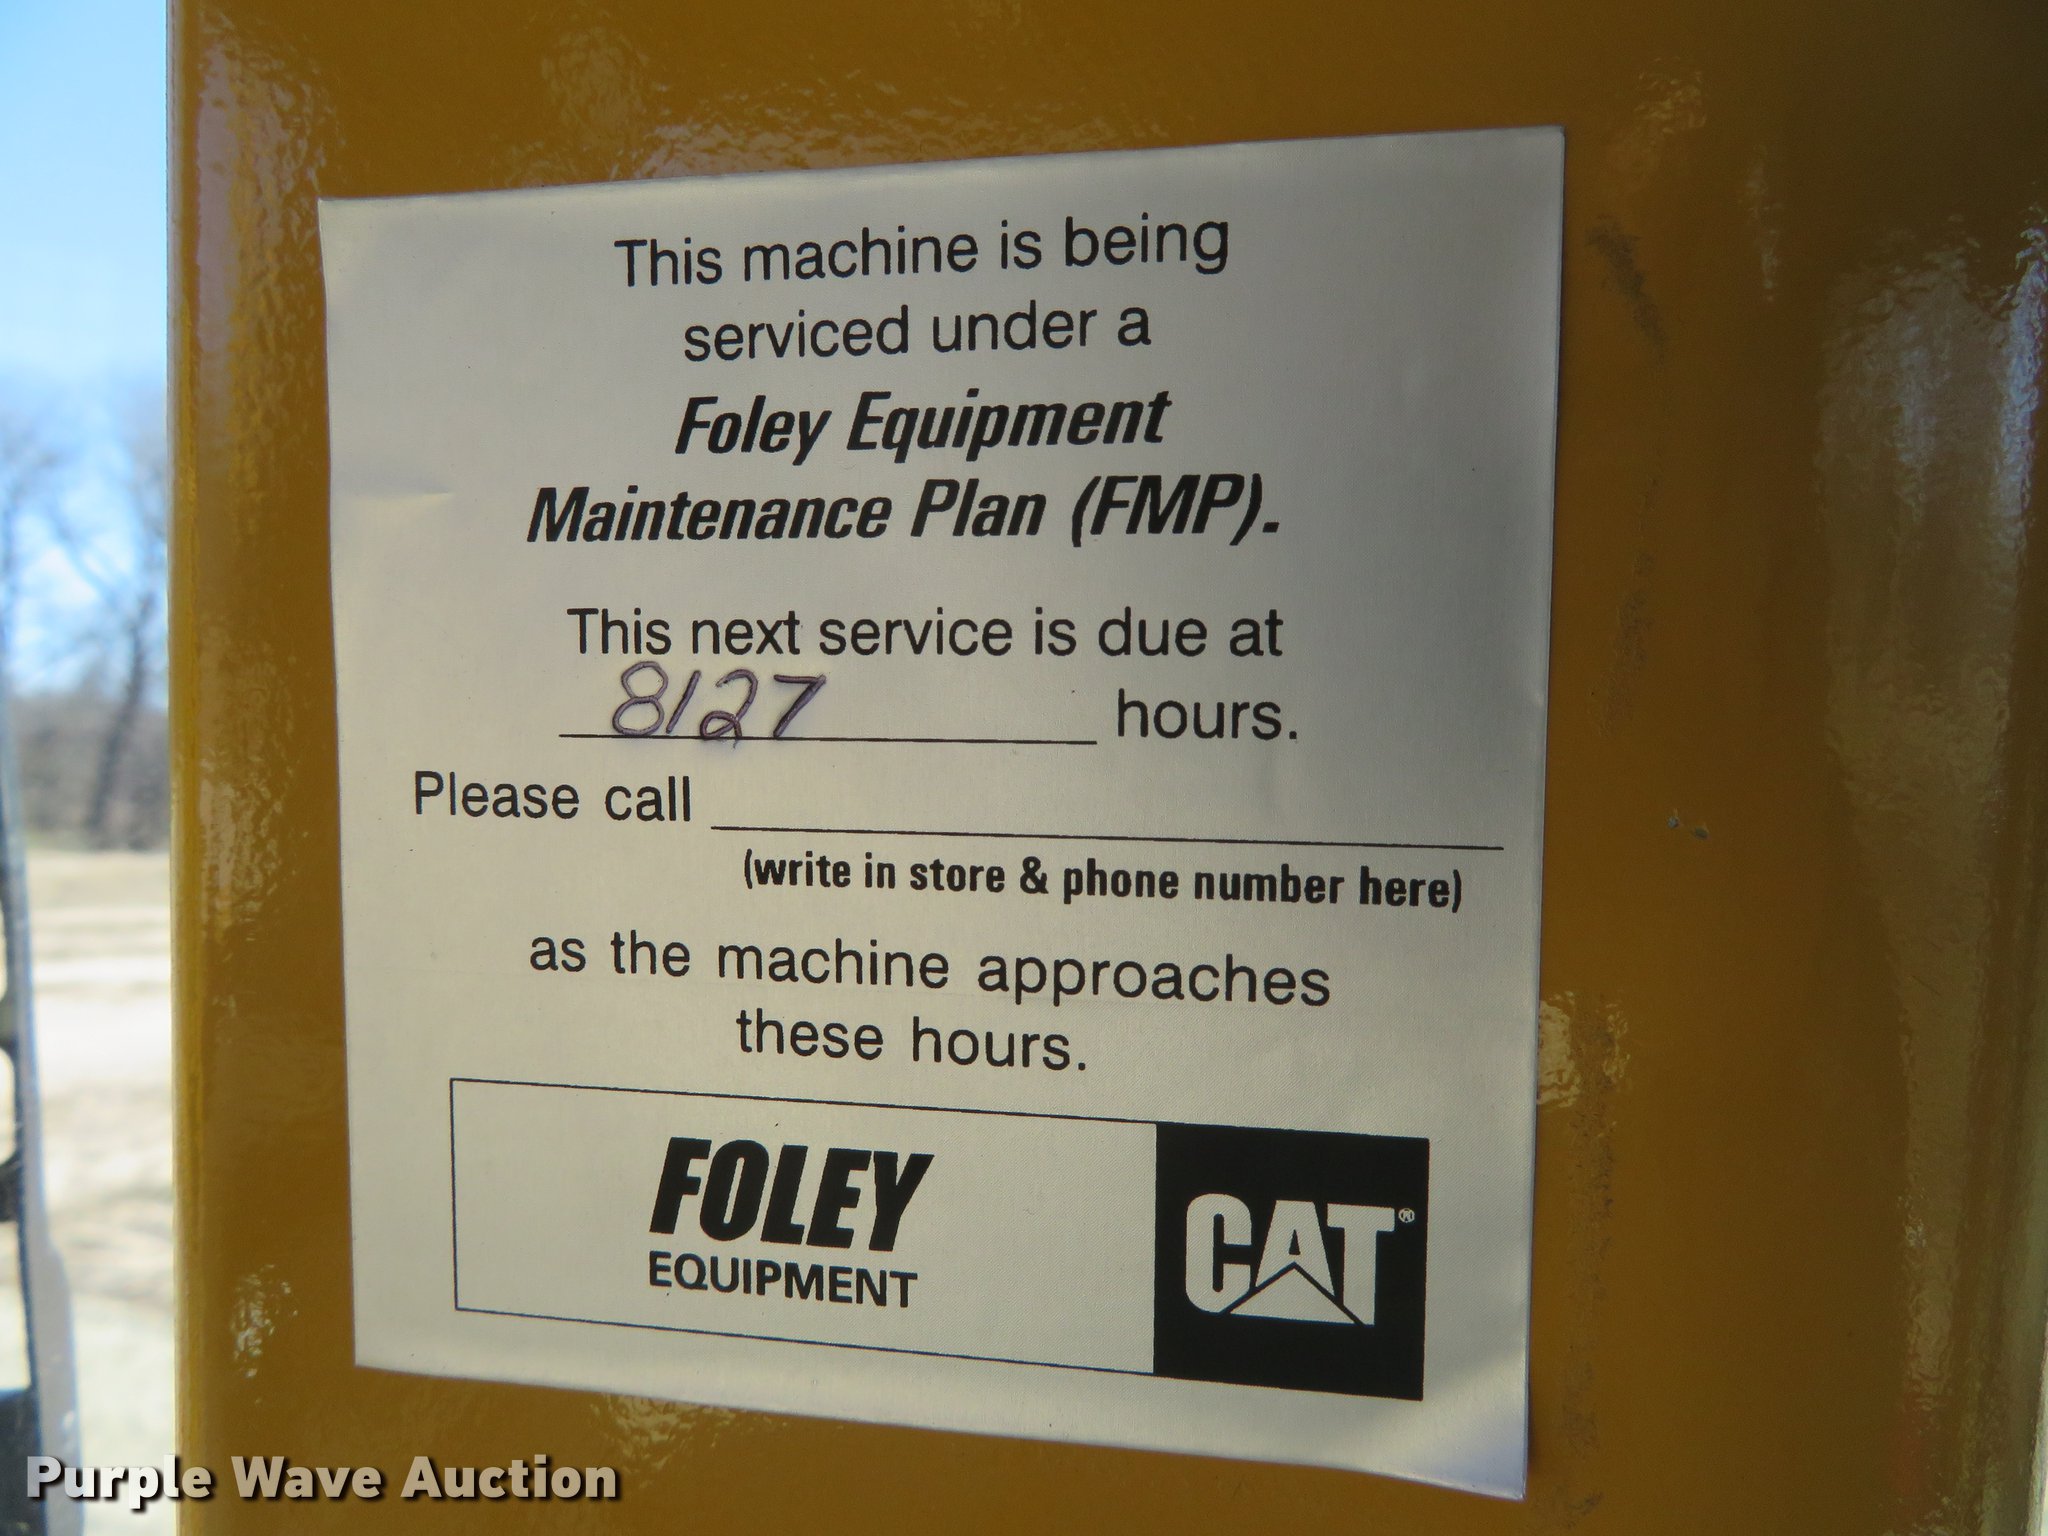 This machine is being
serviced under a
Foley Equipment
Maintenance Plan (FMP).
This next service is due at
8127 hours.
Please call
(write in store & phone number here)
as the machine approaches
these hours.
FOLEY
EQUIPMENT
CAT®
Purple Wave Auction